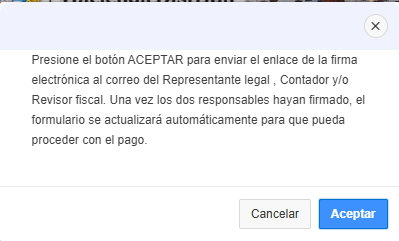 Presione el botón ACEPTAR para enviar el enlace de la firma
electrónica al correo del Representante legal , Contador y/o
Revisor fiscal. Una vez los dos responsables hayan firmado, el
formulario se actualizará automáticamente para que pueda
proceder con el pago.
Cancelar
Aceptar